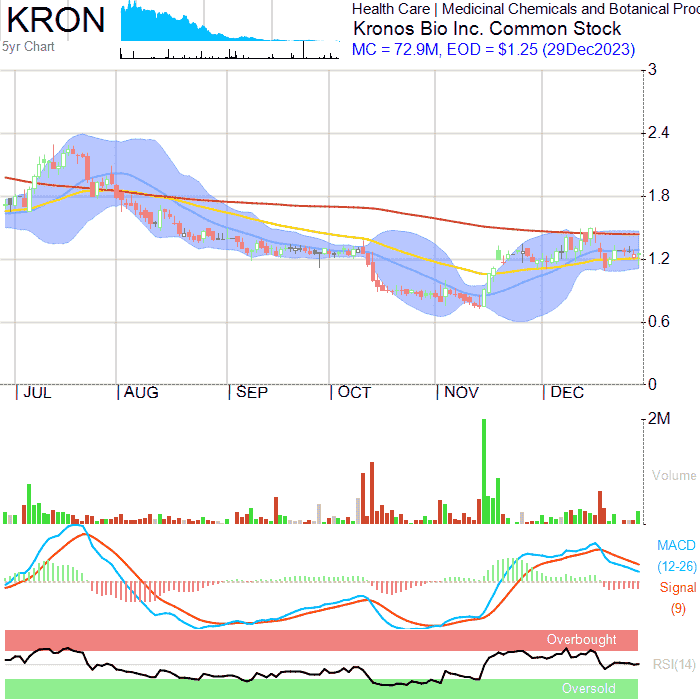 KRON
5yr Chart
Health Care | Medicinal Chemicals and Botanical Proc
Kronos Bio Inc. Common Stock
MC = 72.9M, EOD = $1.25 (29Dec2023)
3
2.4
1.8
1.2
0.6
0
JUL AUG SEP OCT NOV DEC
2M
Volume
MACD
(12-26)
Signal
(9)
Overbought
RSI(14)
Oversold